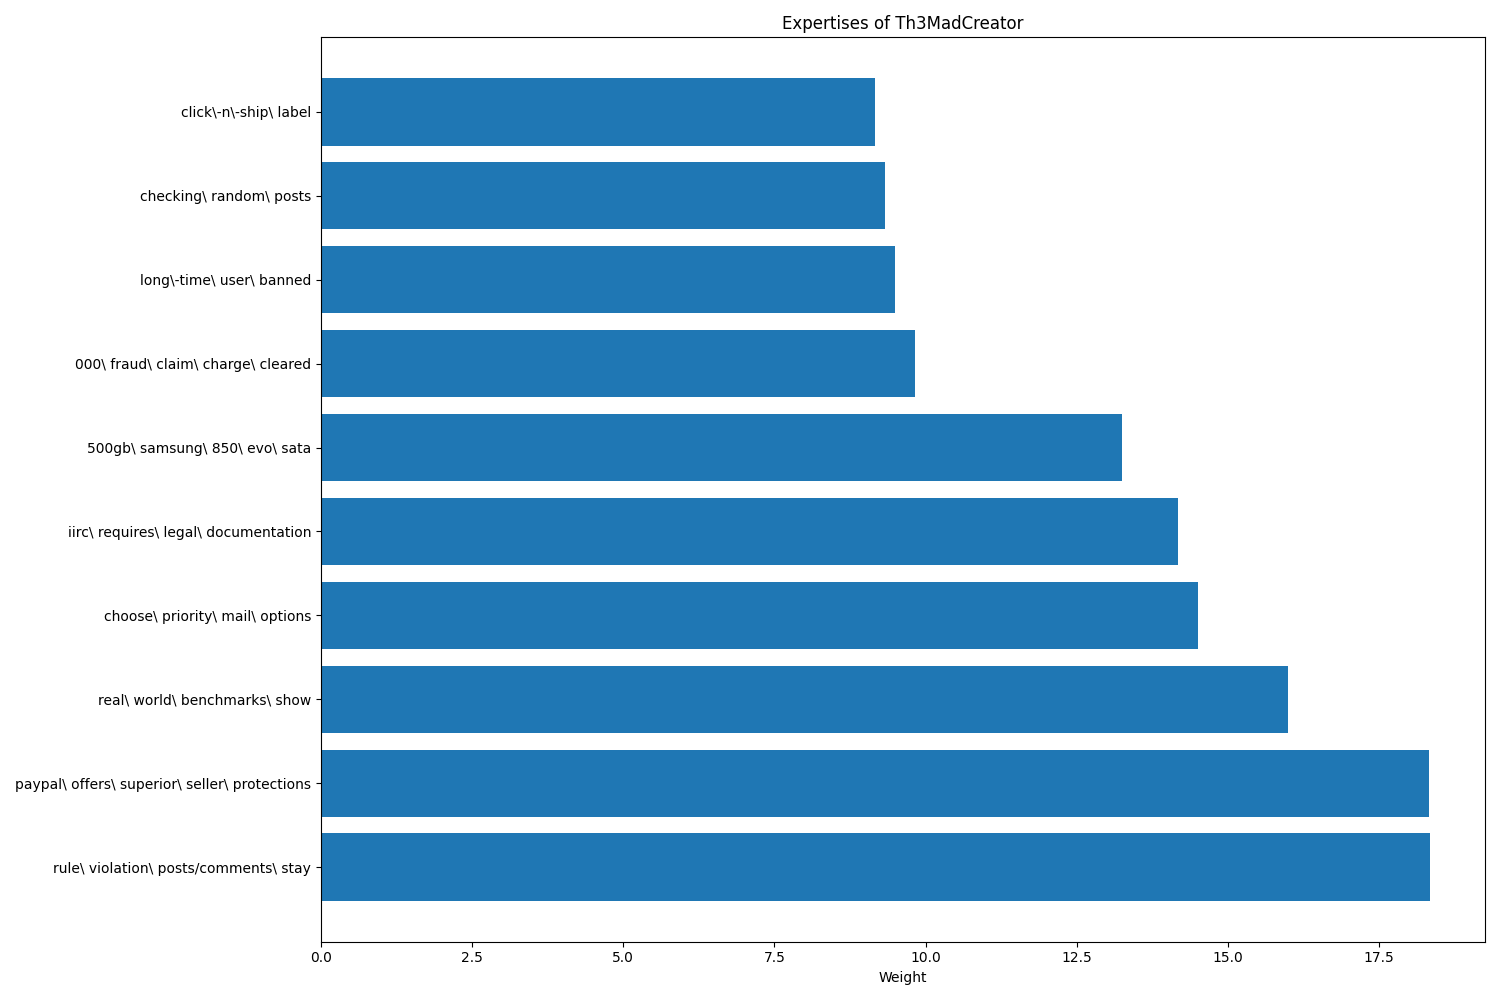 Expertises of Th3MadCreator
click\-n\-ship\ label
checking\ random\ posts
long\-time\ user\ banned
000\ fraud\ claim\ charge\ cleared
500gb\ samsung\ 850\ evo\ sata
iirc\ requires\ legal\ documentation
choose\ priority\ mail\ options
real\ world\ benchmarks\ show
paypal\ offers\ superior\ seller\ protections
rule\ violation\ posts/comments\ stay
0.0 2.5 5.0 7.5 10.0 12.5 15.0 17.5
Weight